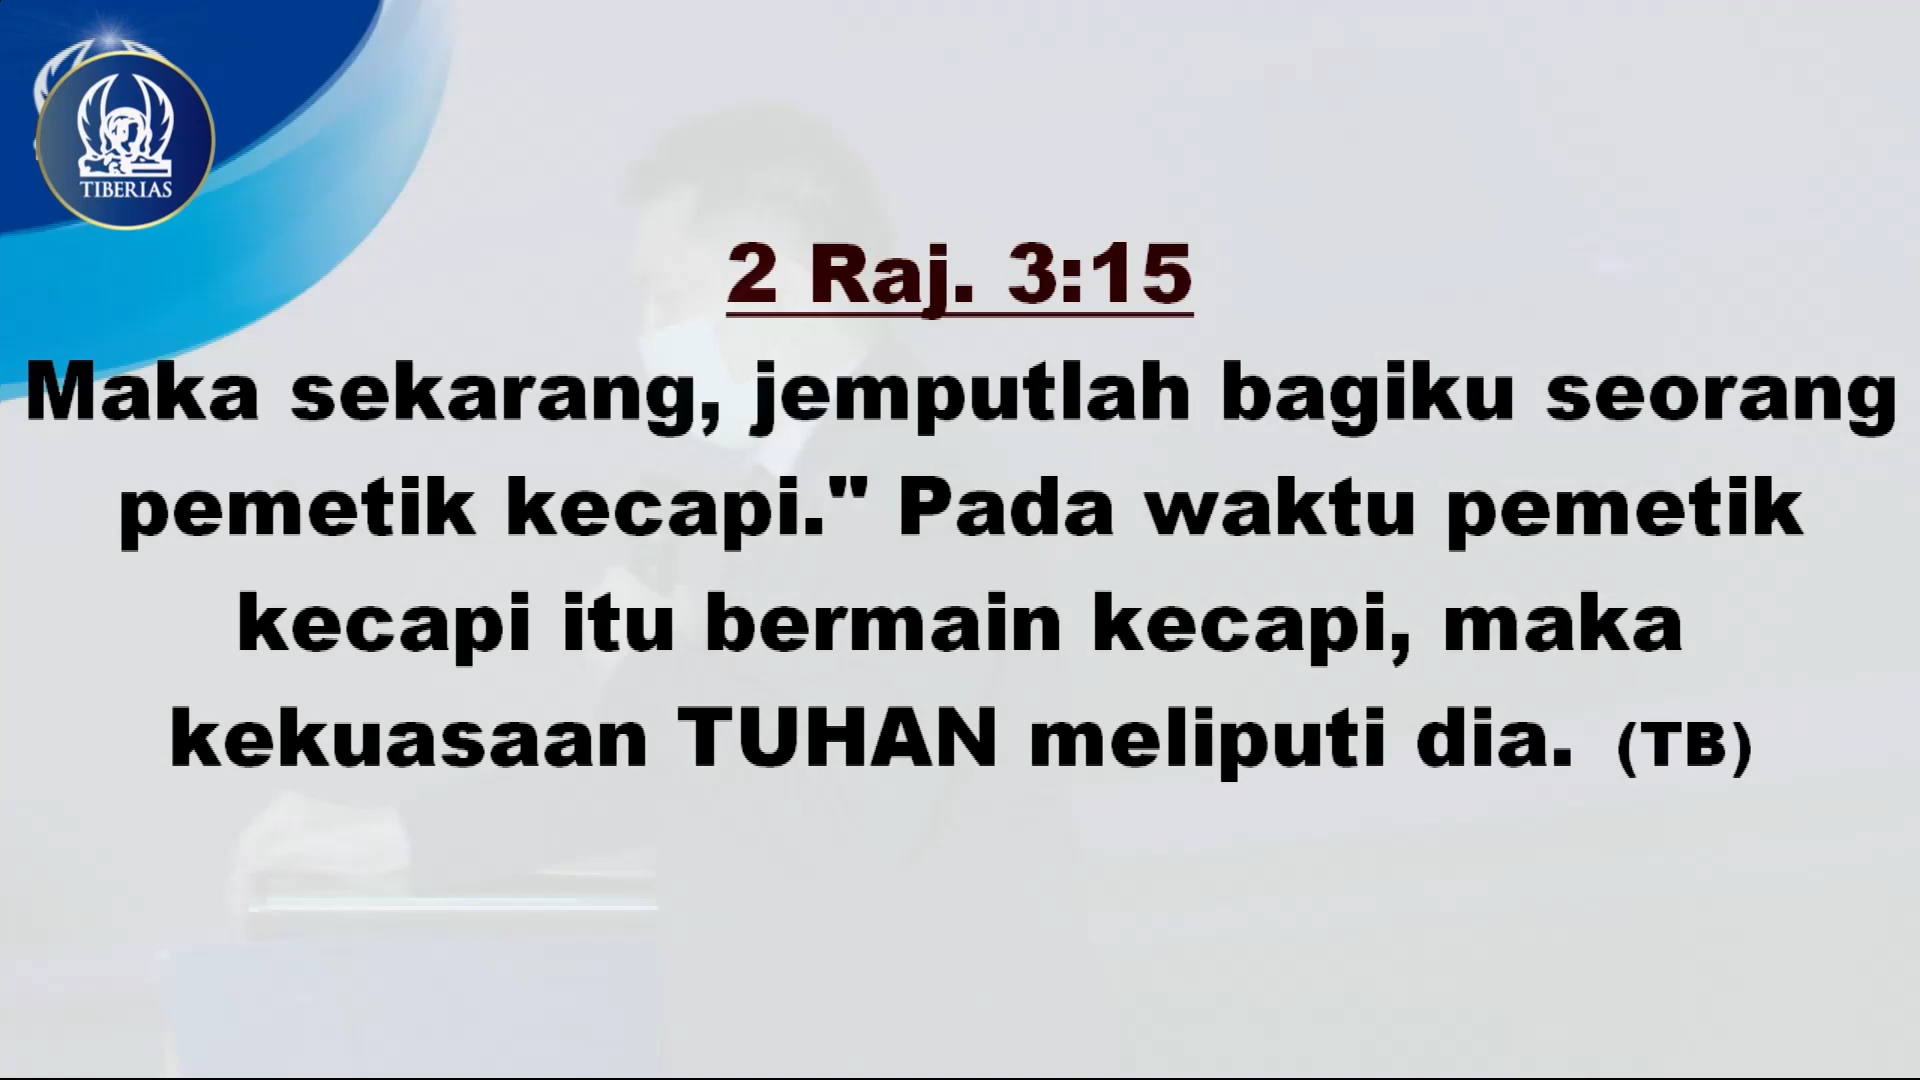 TIBERIAS
2 Raj. 3:15
Maka sekarang, jemputlah bagiku seorang
pemetik kecapi." Pada waktu pemetik
kecapi itu bermain kecapi, maka
kekuasaan TUHAN meliputi dia. (TB)